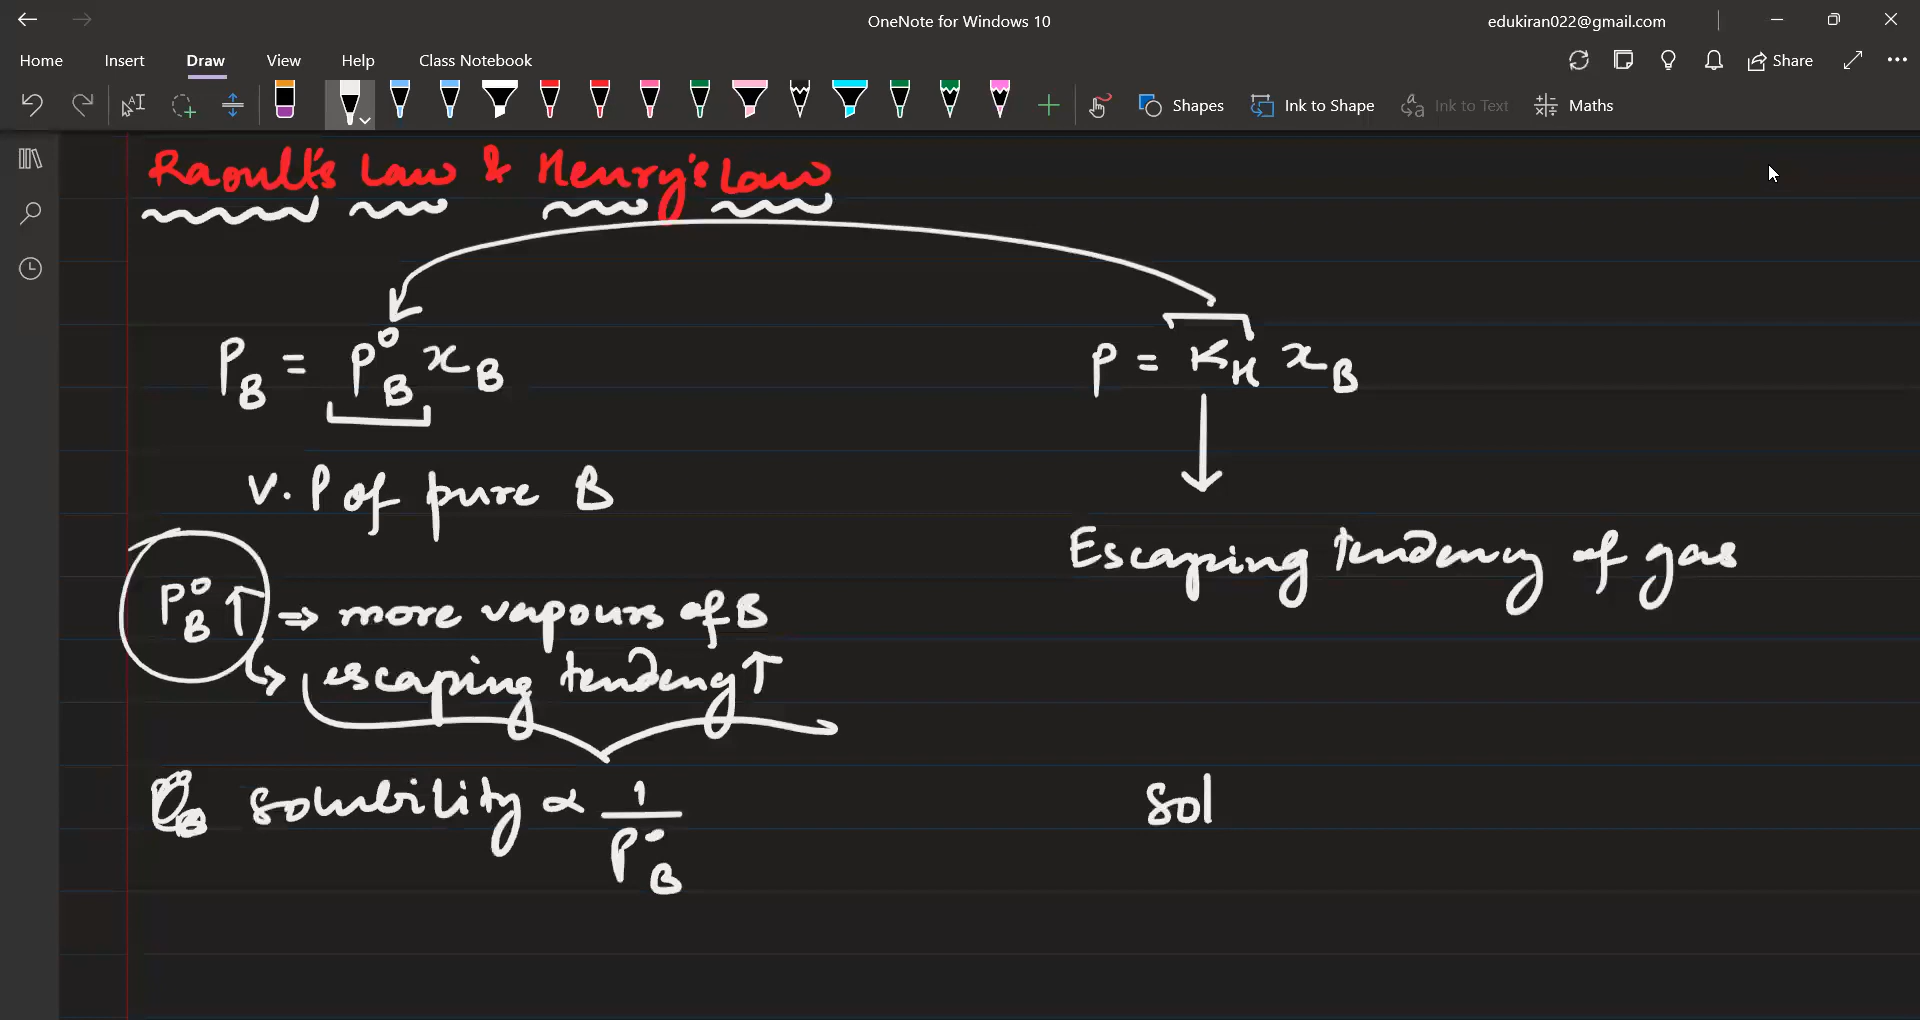 OneNote for Windows 10
edukiran022@gmail.com
Home Insert Draw View Help Class Notebook
Share
Shapes Ink to Shape Ink to Text Maths
Raoult's Law & Henry's Law
P_B = P°_B x_B
P = K_H x_B
V.P of pure B
Escaping tendency of gas
P°_B ↑ ⇒ more vapours of B
↳ escaping tendency ↑
solubility ∝ 1/P°_B
Sol